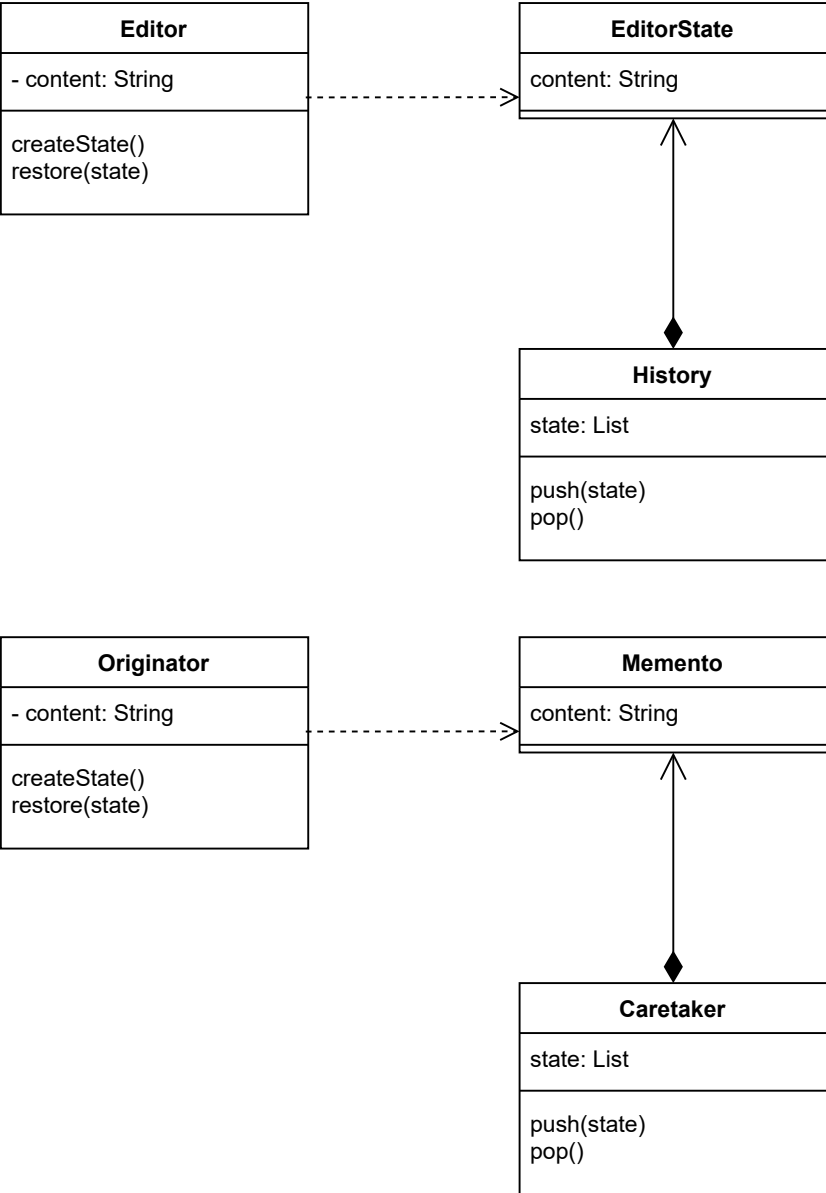 Editor
- content: String
createState()
restore(state)
EditorState
content: String
History
state: List
push(state)
pop()
Originator
- content: String
createState()
restore(state)
Memento
content: String
Caretaker
state: List
push(state)
pop()